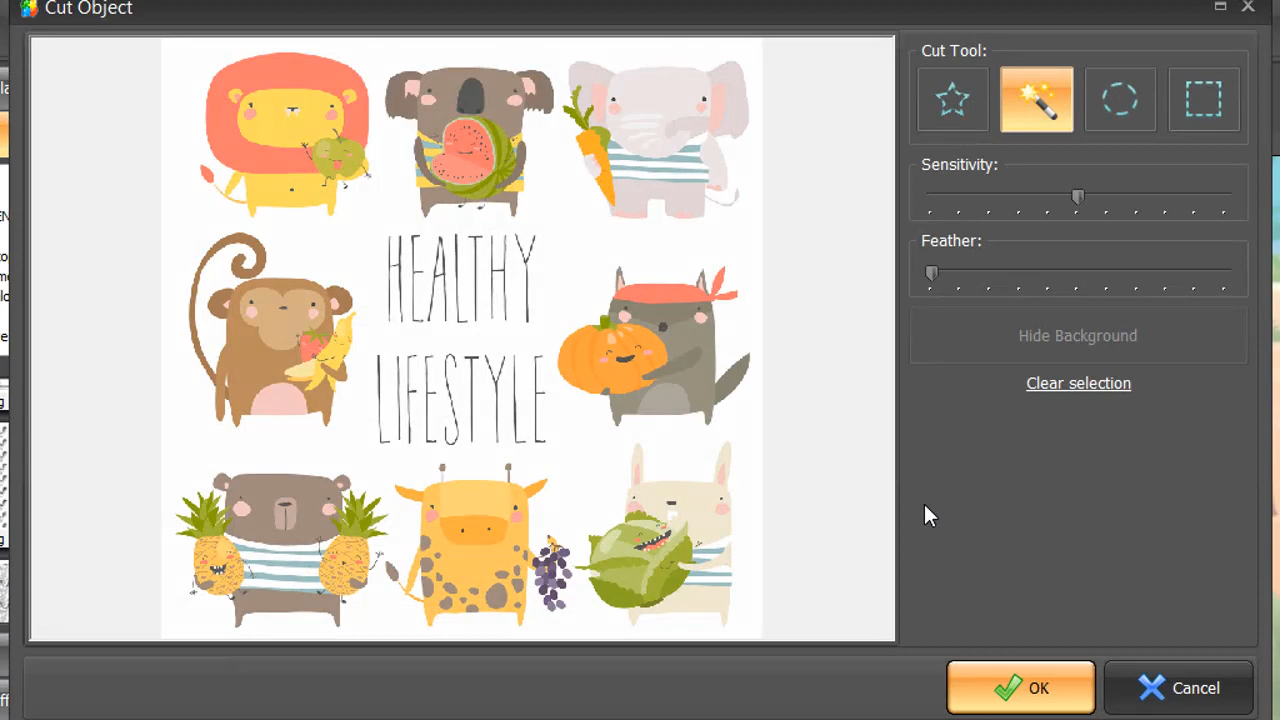 Cut Object
Cut Tool:
Sensitivity:
Feather:
Hide Background
Clear selection
HEALTHY
LIFESTYLE
OK
Cancel